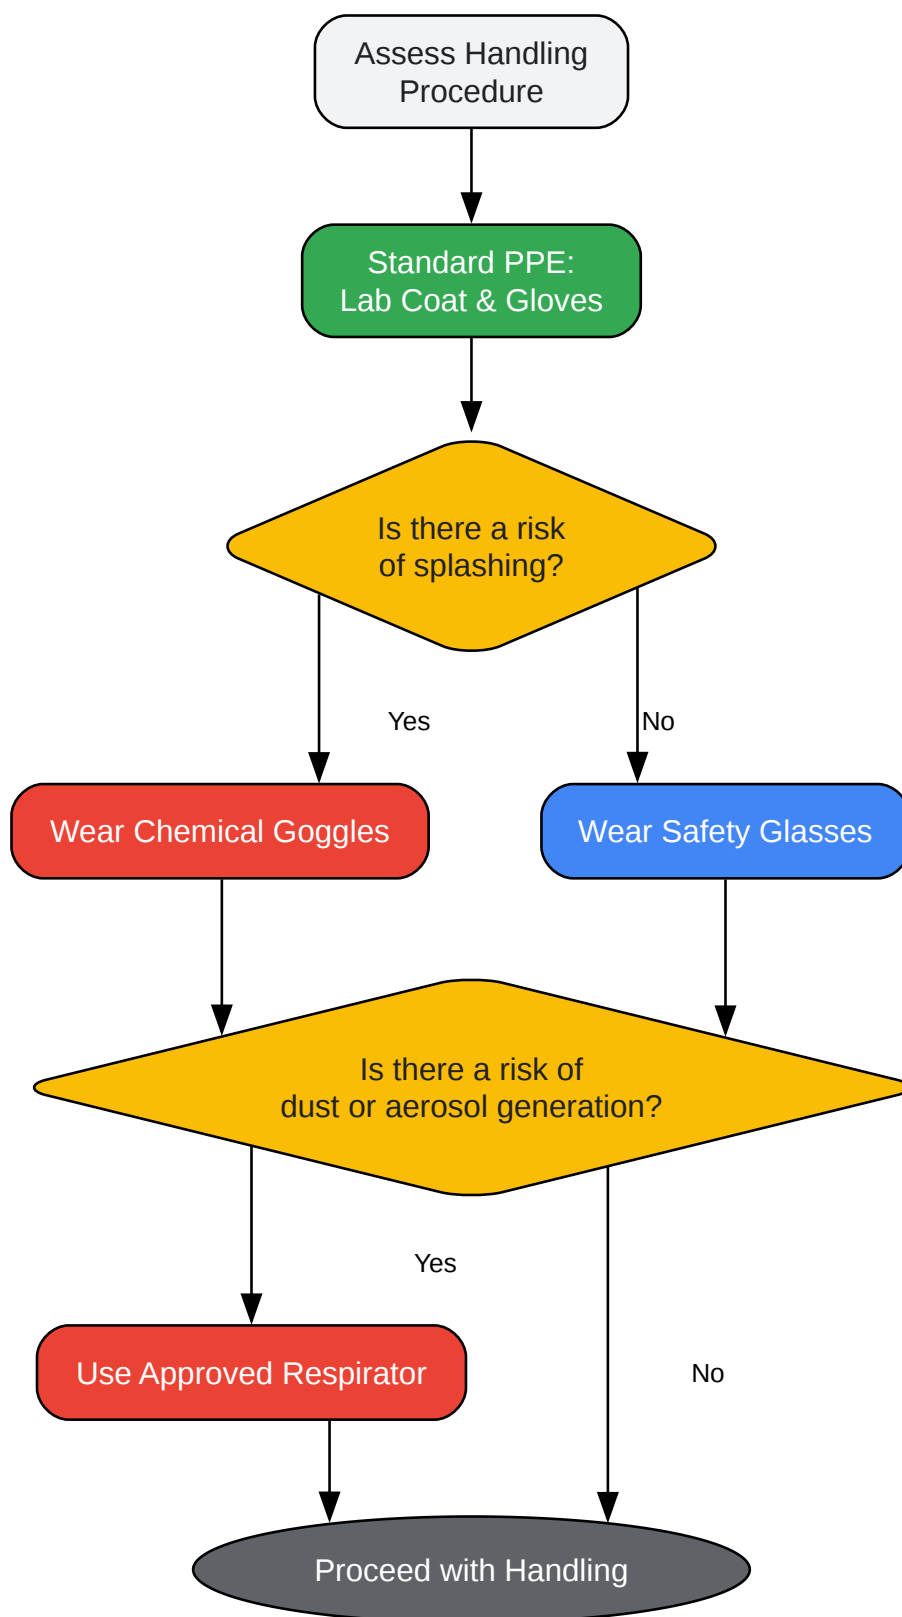 Assess Handling
Procedure
Standard PPE:
Lab Coat & Gloves
Is there a risk
of splashing?
Yes
No
Wear Chemical Goggles
Wear Safety Glasses
Is there a risk of
dust or aerosol generation?
Yes
Use Approved Respirator
No
Proceed with Handling